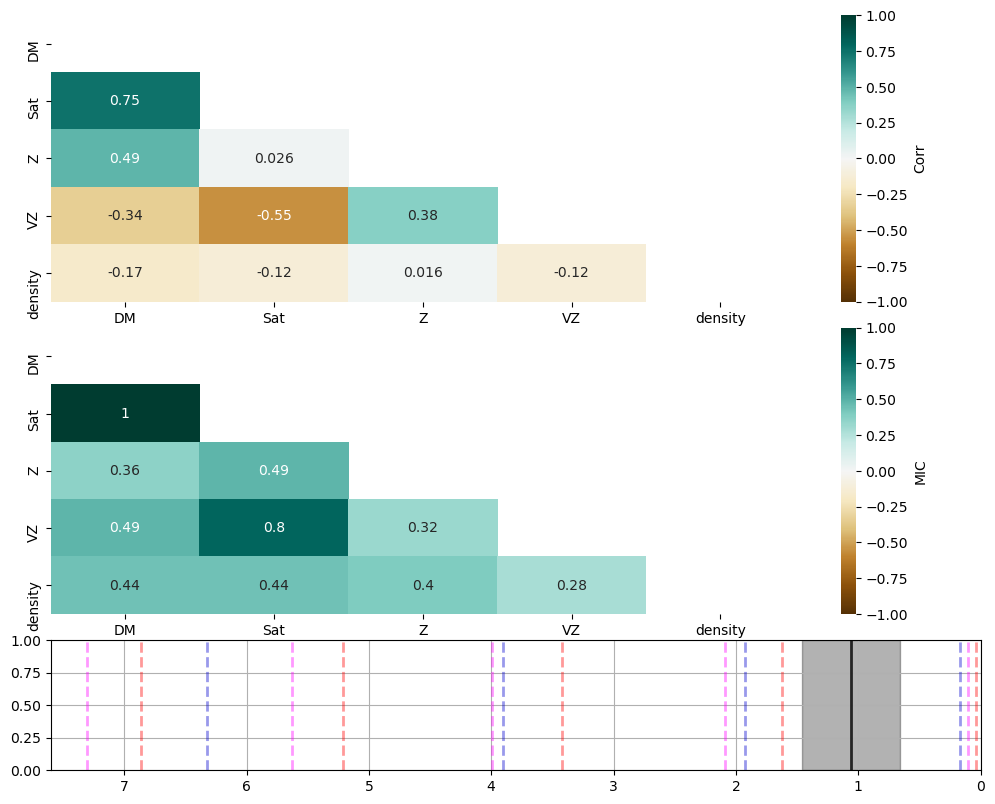 DM
Sat
Z
VZ
density
0.75
0.49 0.026
-0.34 -0.55 0.38
-0.17 -0.12 0.016 -0.12
DM Sat Z VZ density
1.00
0.75
0.50
0.25
0.00
−0.25
−0.50
−0.75
−1.00
Corr
DM
Sat
Z
VZ
density
1
0.36 0.49
0.49 0.8 0.32
0.44 0.44 0.4 0.28
DM Sat Z VZ density
1.00
0.75
0.50
0.25
0.00
−0.25
−0.50
−0.75
−1.00
MIC
1.00
0.75
0.50
0.25
0.00
7 6 5 4 3 2 1 0